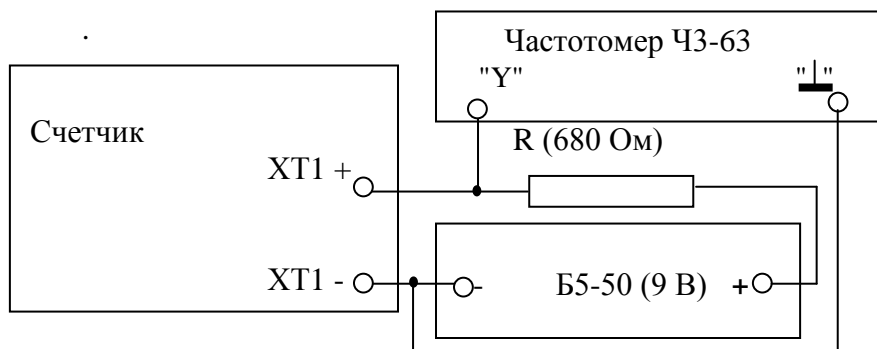 .
Частотомер Ч3-63
"Y"
"⊥"
Счетчик
R (680 Ом)
XT1 +
XT1 -
-
Б5-50 (9 В)
+